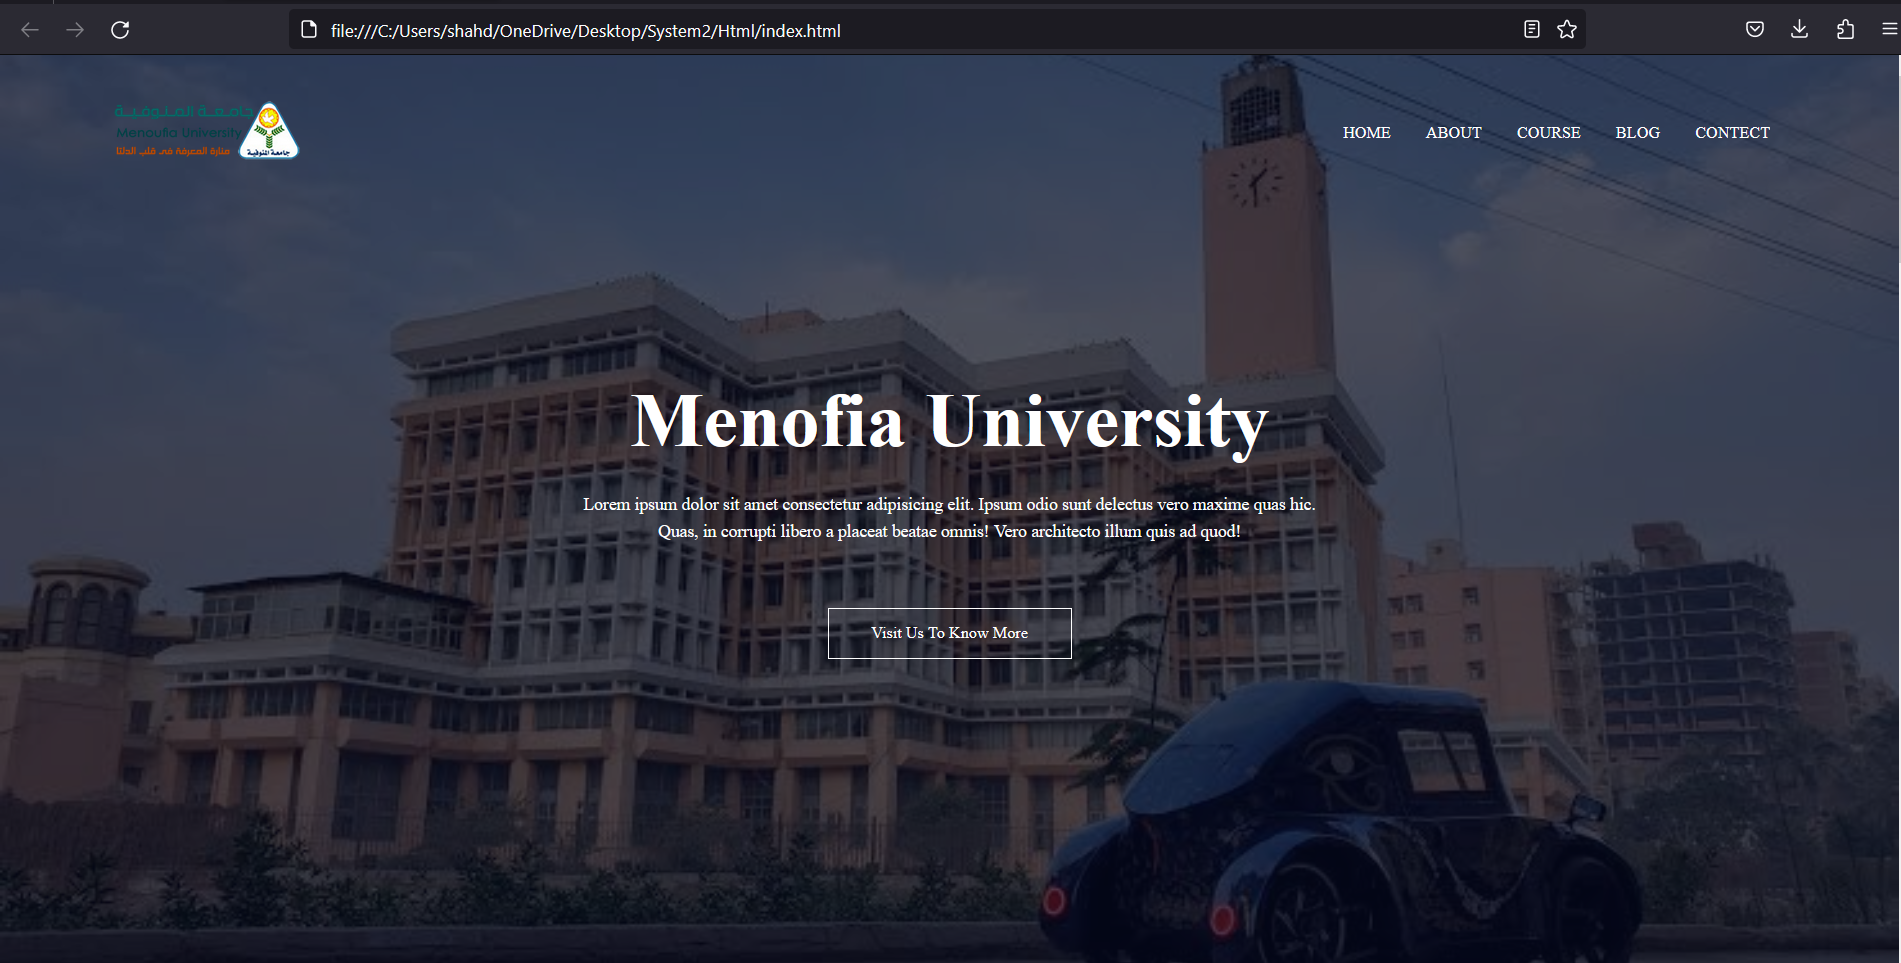 file:///C:/Users/shahd/OneDrive/Desktop/System2/Html/index.html
جامعة المنوفية
Menoufia University
منارة المعرفة فى قلب الدلتا
جامعة المنوفية
HOME ABOUT COURSE BLOG CONTECT
Menofia University
Lorem ipsum dolor sit amet consectetur adipisicing elit. Ipsum odio sunt delectus vero maxime quas hic.
Quas, in corrupti libero a placeat beatae omnis! Vero architecto illum quis ad quod!
Visit Us To Know More